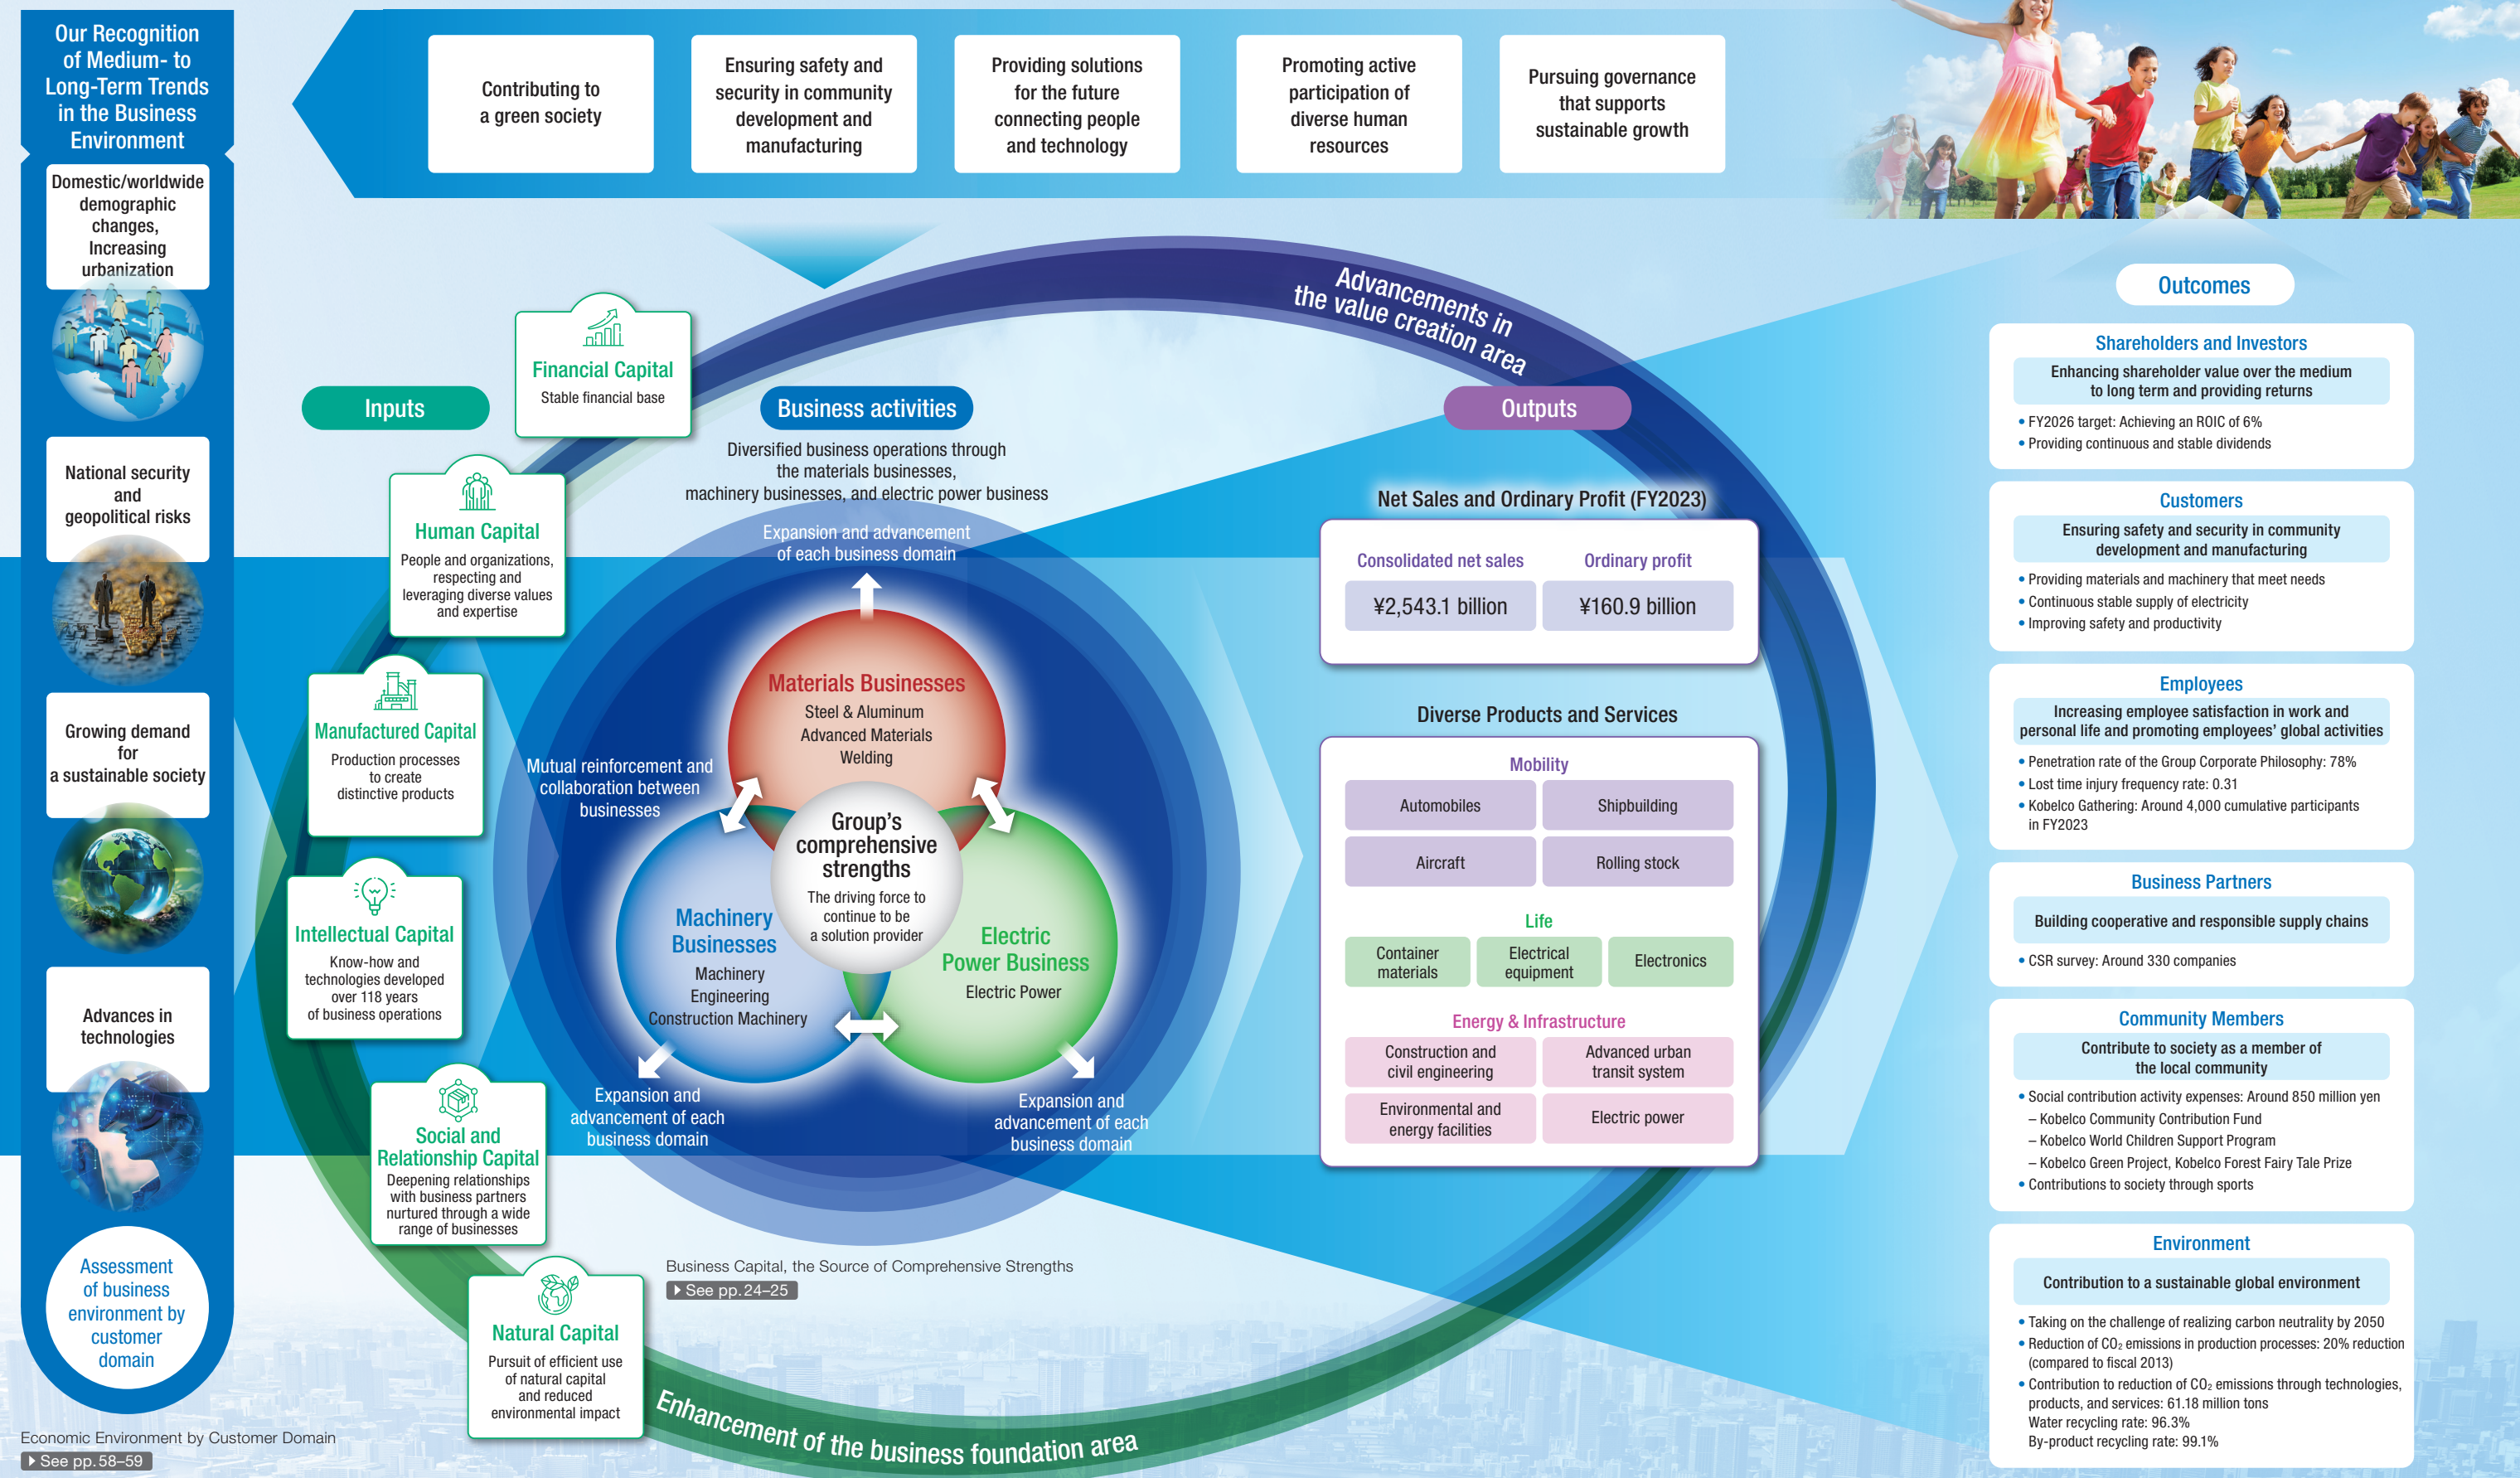 Our Recognition
of Medium- to
Long-Term Trends
in the Business
Environment
Domestic/worldwide
demographic
changes,
Increasing
urbanization
National security
and
geopolitical risks
Growing demand
for
a sustainable society
Advances in
technologies
Assessment
of business
environment by
customer
domain
Economic Environment by Customer Domain
See pp.58–59
Contributing to
a green society
Ensuring safety and
security in community
development and
manufacturing
Providing solutions
for the future
connecting people
and technology
Promoting active
participation of
diverse human
resources
Pursuing governance
that supports
sustainable growth
Advancements in
the value creation area
Inputs
Financial Capital
Stable financial base
Human Capital
People and organizations,
respecting and
leveraging diverse values
and expertise
Manufactured Capital
Production processes
to create
distinctive products
Intellectual Capital
Know-how and
technologies developed
over 118 years
of business operations
Social and
Relationship Capital
Deepening relationships
with business partners
nurtured through a wide
range of businesses
Natural Capital
Pursuit of efficient use
of natural capital
and reduced
environmental impact
Business activities
Diversified business operations through
the materials businesses,
machinery businesses, and electric power business
Expansion and advancement
of each business domain
Materials Businesses
Steel & Aluminum
Advanced Materials
Welding
Mutual reinforcement and
collaboration between
businesses
Group's
comprehensive
strengths
The driving force to
continue to be
a solution provider
Machinery
Businesses
Machinery
Engineering
Construction Machinery
Electric
Power Business
Electric Power
Expansion and
advancement of each
business domain
Expansion and
advancement of each
business domain
Business Capital, the Source of Comprehensive Strengths
See pp.24–25
Enhancement of the business foundation area
Outputs
Net Sales and Ordinary Profit (FY2023)
Consolidated net sales
¥2,543.1 billion
Ordinary profit
¥160.9 billion
Diverse Products and Services
Mobility
Automobiles
Shipbuilding
Aircraft
Rolling stock
Life
Container
materials
Electrical
equipment
Electronics
Energy & Infrastructure
Construction and
civil engineering
Advanced urban
transit system
Environmental and
energy facilities
Electric power
Outcomes
Shareholders and Investors
Enhancing shareholder value over the medium
to long term and providing returns
• FY2026 target: Achieving an ROIC of 6%
• Providing continuous and stable dividends
Customers
Ensuring safety and security in community
development and manufacturing
• Providing materials and machinery that meet needs
• Continuous stable supply of electricity
• Improving safety and productivity
Employees
Increasing employee satisfaction in work and
personal life and promoting employees' global activities
• Penetration rate of the Group Corporate Philosophy: 78%
• Lost time injury frequency rate: 0.31
• Kobelco Gathering: Around 4,000 cumulative participants
in FY2023
Business Partners
Building cooperative and responsible supply chains
• CSR survey: Around 330 companies
Community Members
Contribute to society as a member of
the local community
• Social contribution activity expenses: Around 850 million yen
– Kobelco Community Contribution Fund
– Kobelco World Children Support Program
– Kobelco Green Project, Kobelco Forest Fairy Tale Prize
• Contributions to society through sports
Environment
Contribution to a sustainable global environment
• Taking on the challenge of realizing carbon neutrality by 2050
• Reduction of CO₂ emissions in production processes: 20% reduction
(compared to fiscal 2013)
• Contribution to reduction of CO₂ emissions through technologies,
products, and services: 61.18 million tons
Water recycling rate: 96.3%
By-product recycling rate: 99.1%